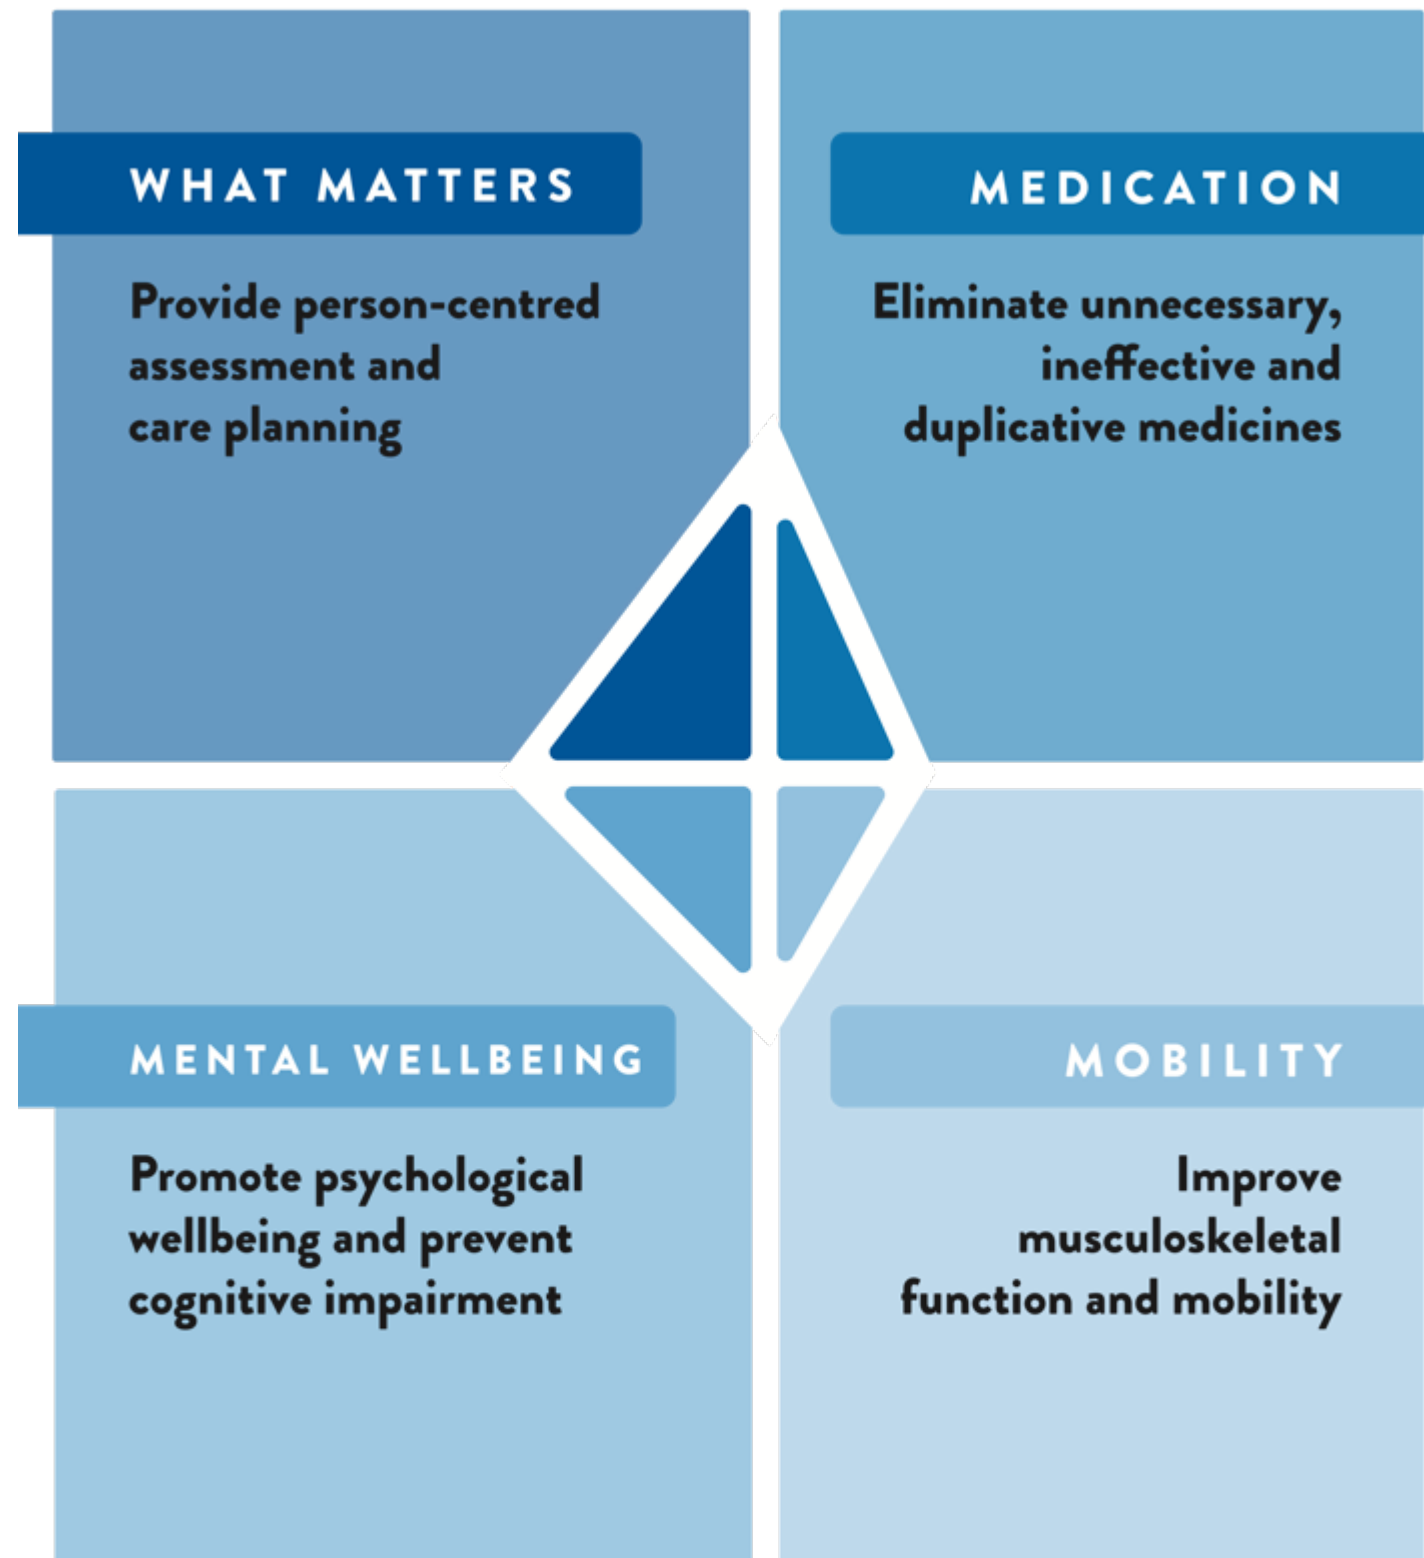 WHAT MATTERS
Provide person-centred
assessment and
care planning
MEDICATION
Eliminate unnecessary,
ineffective and
duplicative medicines
MENTAL WELLBEING
Promote psychological
wellbeing and prevent
cognitive impairment
MOBILITY
Improve
musculoskeletal
function and mobility